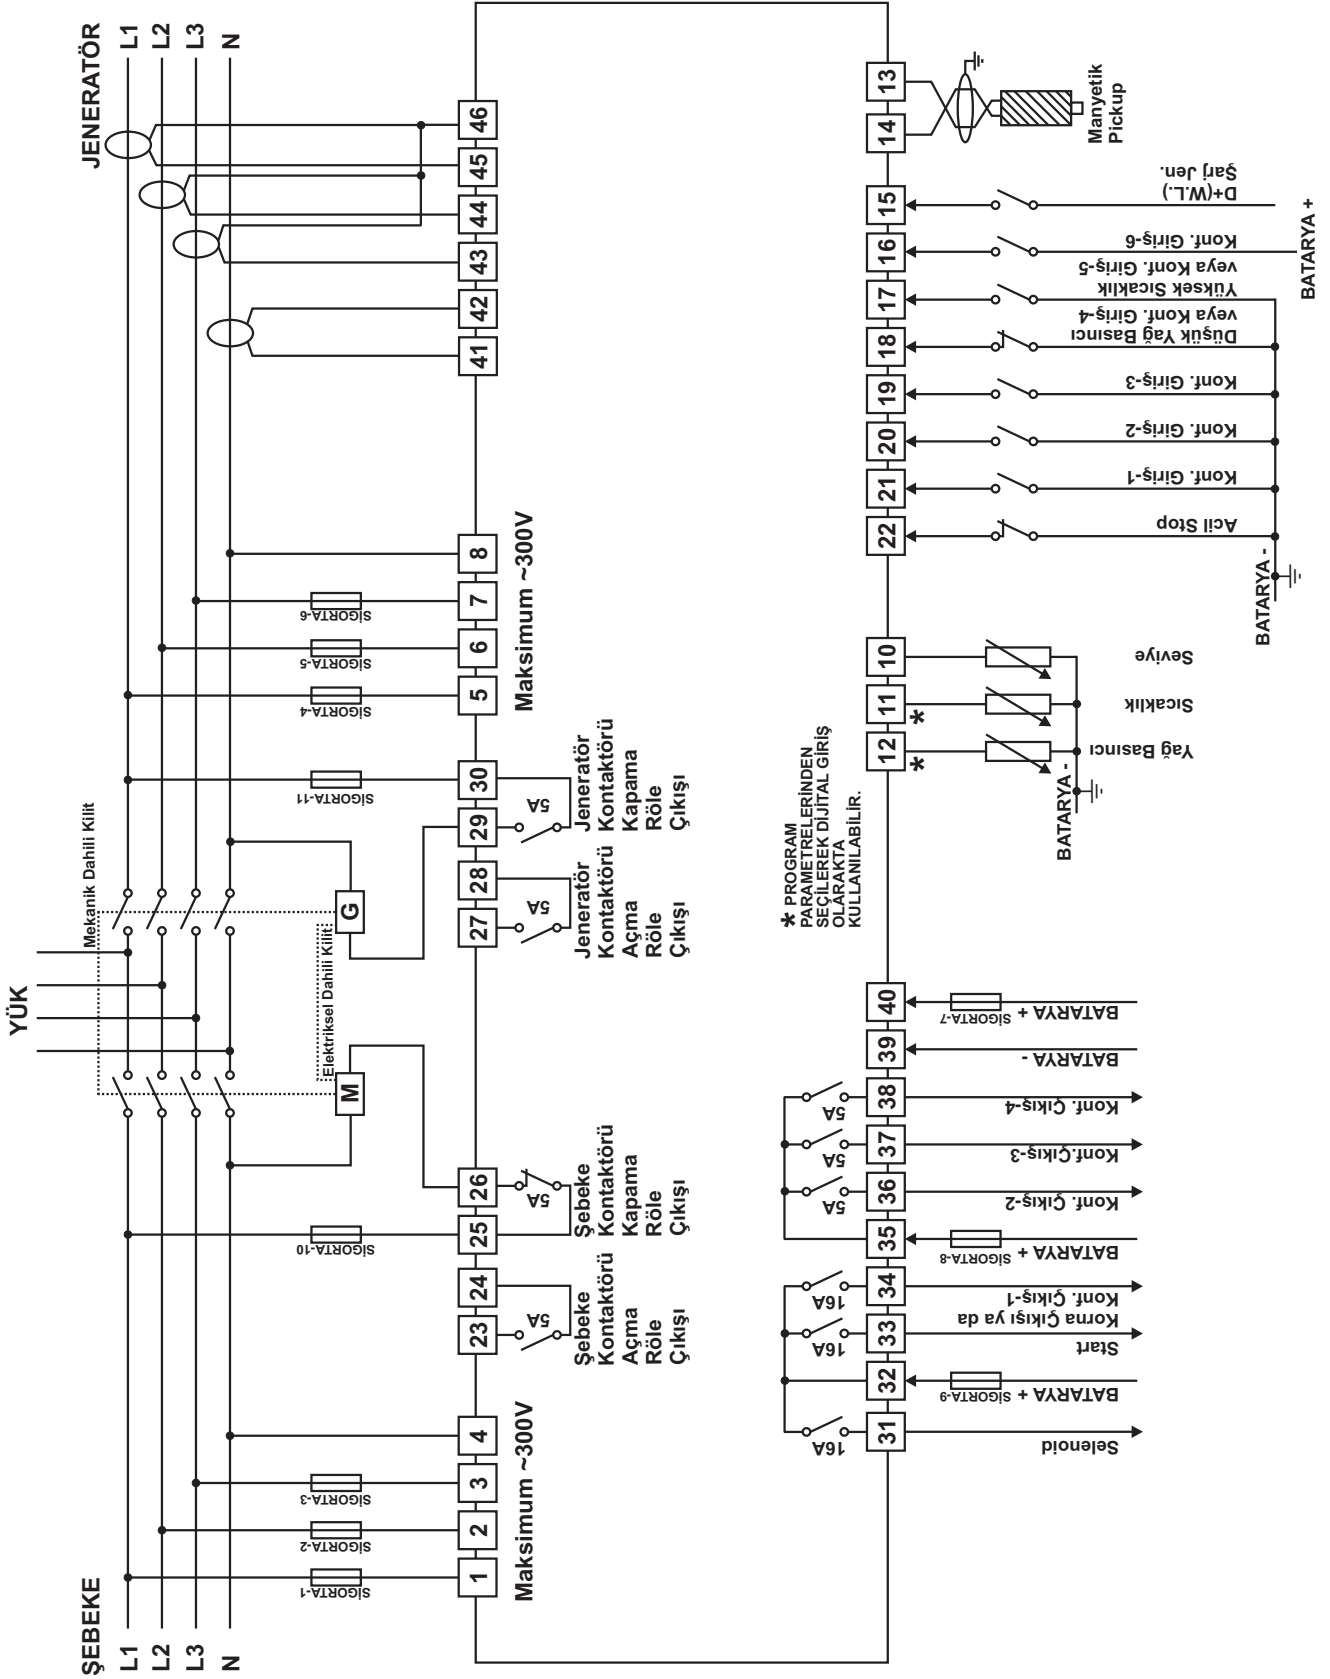 ŞEBEKE
L1
L2
L3
N
JENERATÖR
L1
L2
L3
N
YÜK
Mekanik Dahili Kilit
Elektriksel Dahili Kilit
M
G
SİGORTA-1
SİGORTA-2
SİGORTA-3
SİGORTA-10
SİGORTA-11
SİGORTA-4
SİGORTA-5
SİGORTA-6
1
2
3
4
23
24
25
26
27
28
29
30
5
6
7
8
41
42
43
44
45
46
Maksimum ~300V
5A
Şebeke
Kontaktörü
Açma
Röle
Çıkışı
5A
Şebeke
Kontaktörü
Kapama
Röle
Çıkışı
5A
Jeneratör
Kontaktörü
Açma
Röle
Çıkışı
5A
Jeneratör
Kontaktörü
Kapama
Röle
Çıkışı
Maksimum ~300V
* PROGRAM
PARAMETRELERİNDEN
SEÇİLEREK DİJİTAL GİRİŞ
OLARAKTA
KULLANILABİLİR.
16A
16A
16A
5A
5A
5A
31
32
33
34
35
36
37
38
39
40
12
11
10
22
21
20
19
18
17
16
15
14
13
*
*
Selenoid
SİGORTA-9
BATARYA +
Start
Korna Çıkışı ya da
Konf. Çıkış-1
SİGORTA-8
BATARYA +
Konf. Çıkış-2
Konf.Çıkış-3
Konf. Çıkış-4
BATARYA -
SİGORTA-7
BATARYA +
BATARYA -
Yağ Basıncı
Sıcaklık
Seviye
BATARYA -
Acil Stop
Konf. Giriş-1
Konf. Giriş-2
Konf. Giriş-3
Düşük Yağ Basıncı
veya Konf. Giriş-4
Yüksek Sıcaklık
veya Konf. Giriş-5
Konf. Giriş-6
D+(W.L.)
Şarj Jen.
BATARYA +
Manyetik
Pickup